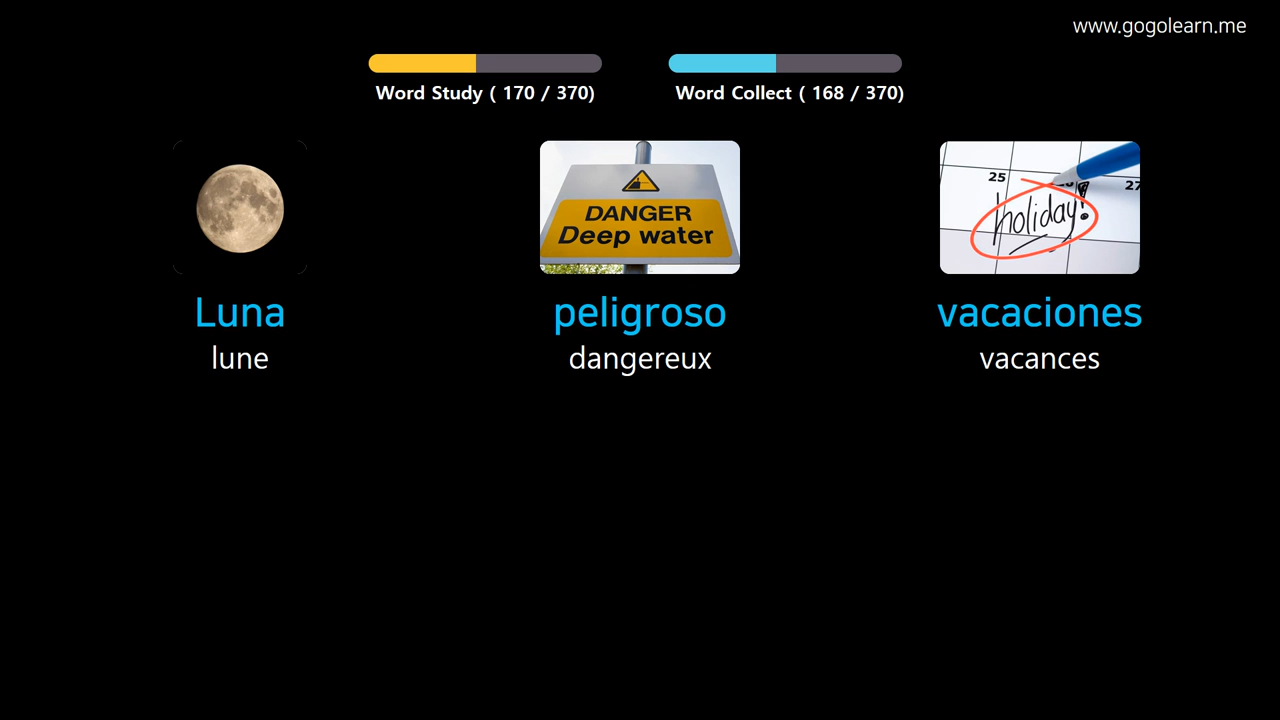 www.gogolearn.me
Word Study ( 170 / 370)
Word Collect ( 168 / 370)
DANGER
Deep water
25
27
holiday!
Luna
peligroso
vacaciones
lune
dangereux
vacances